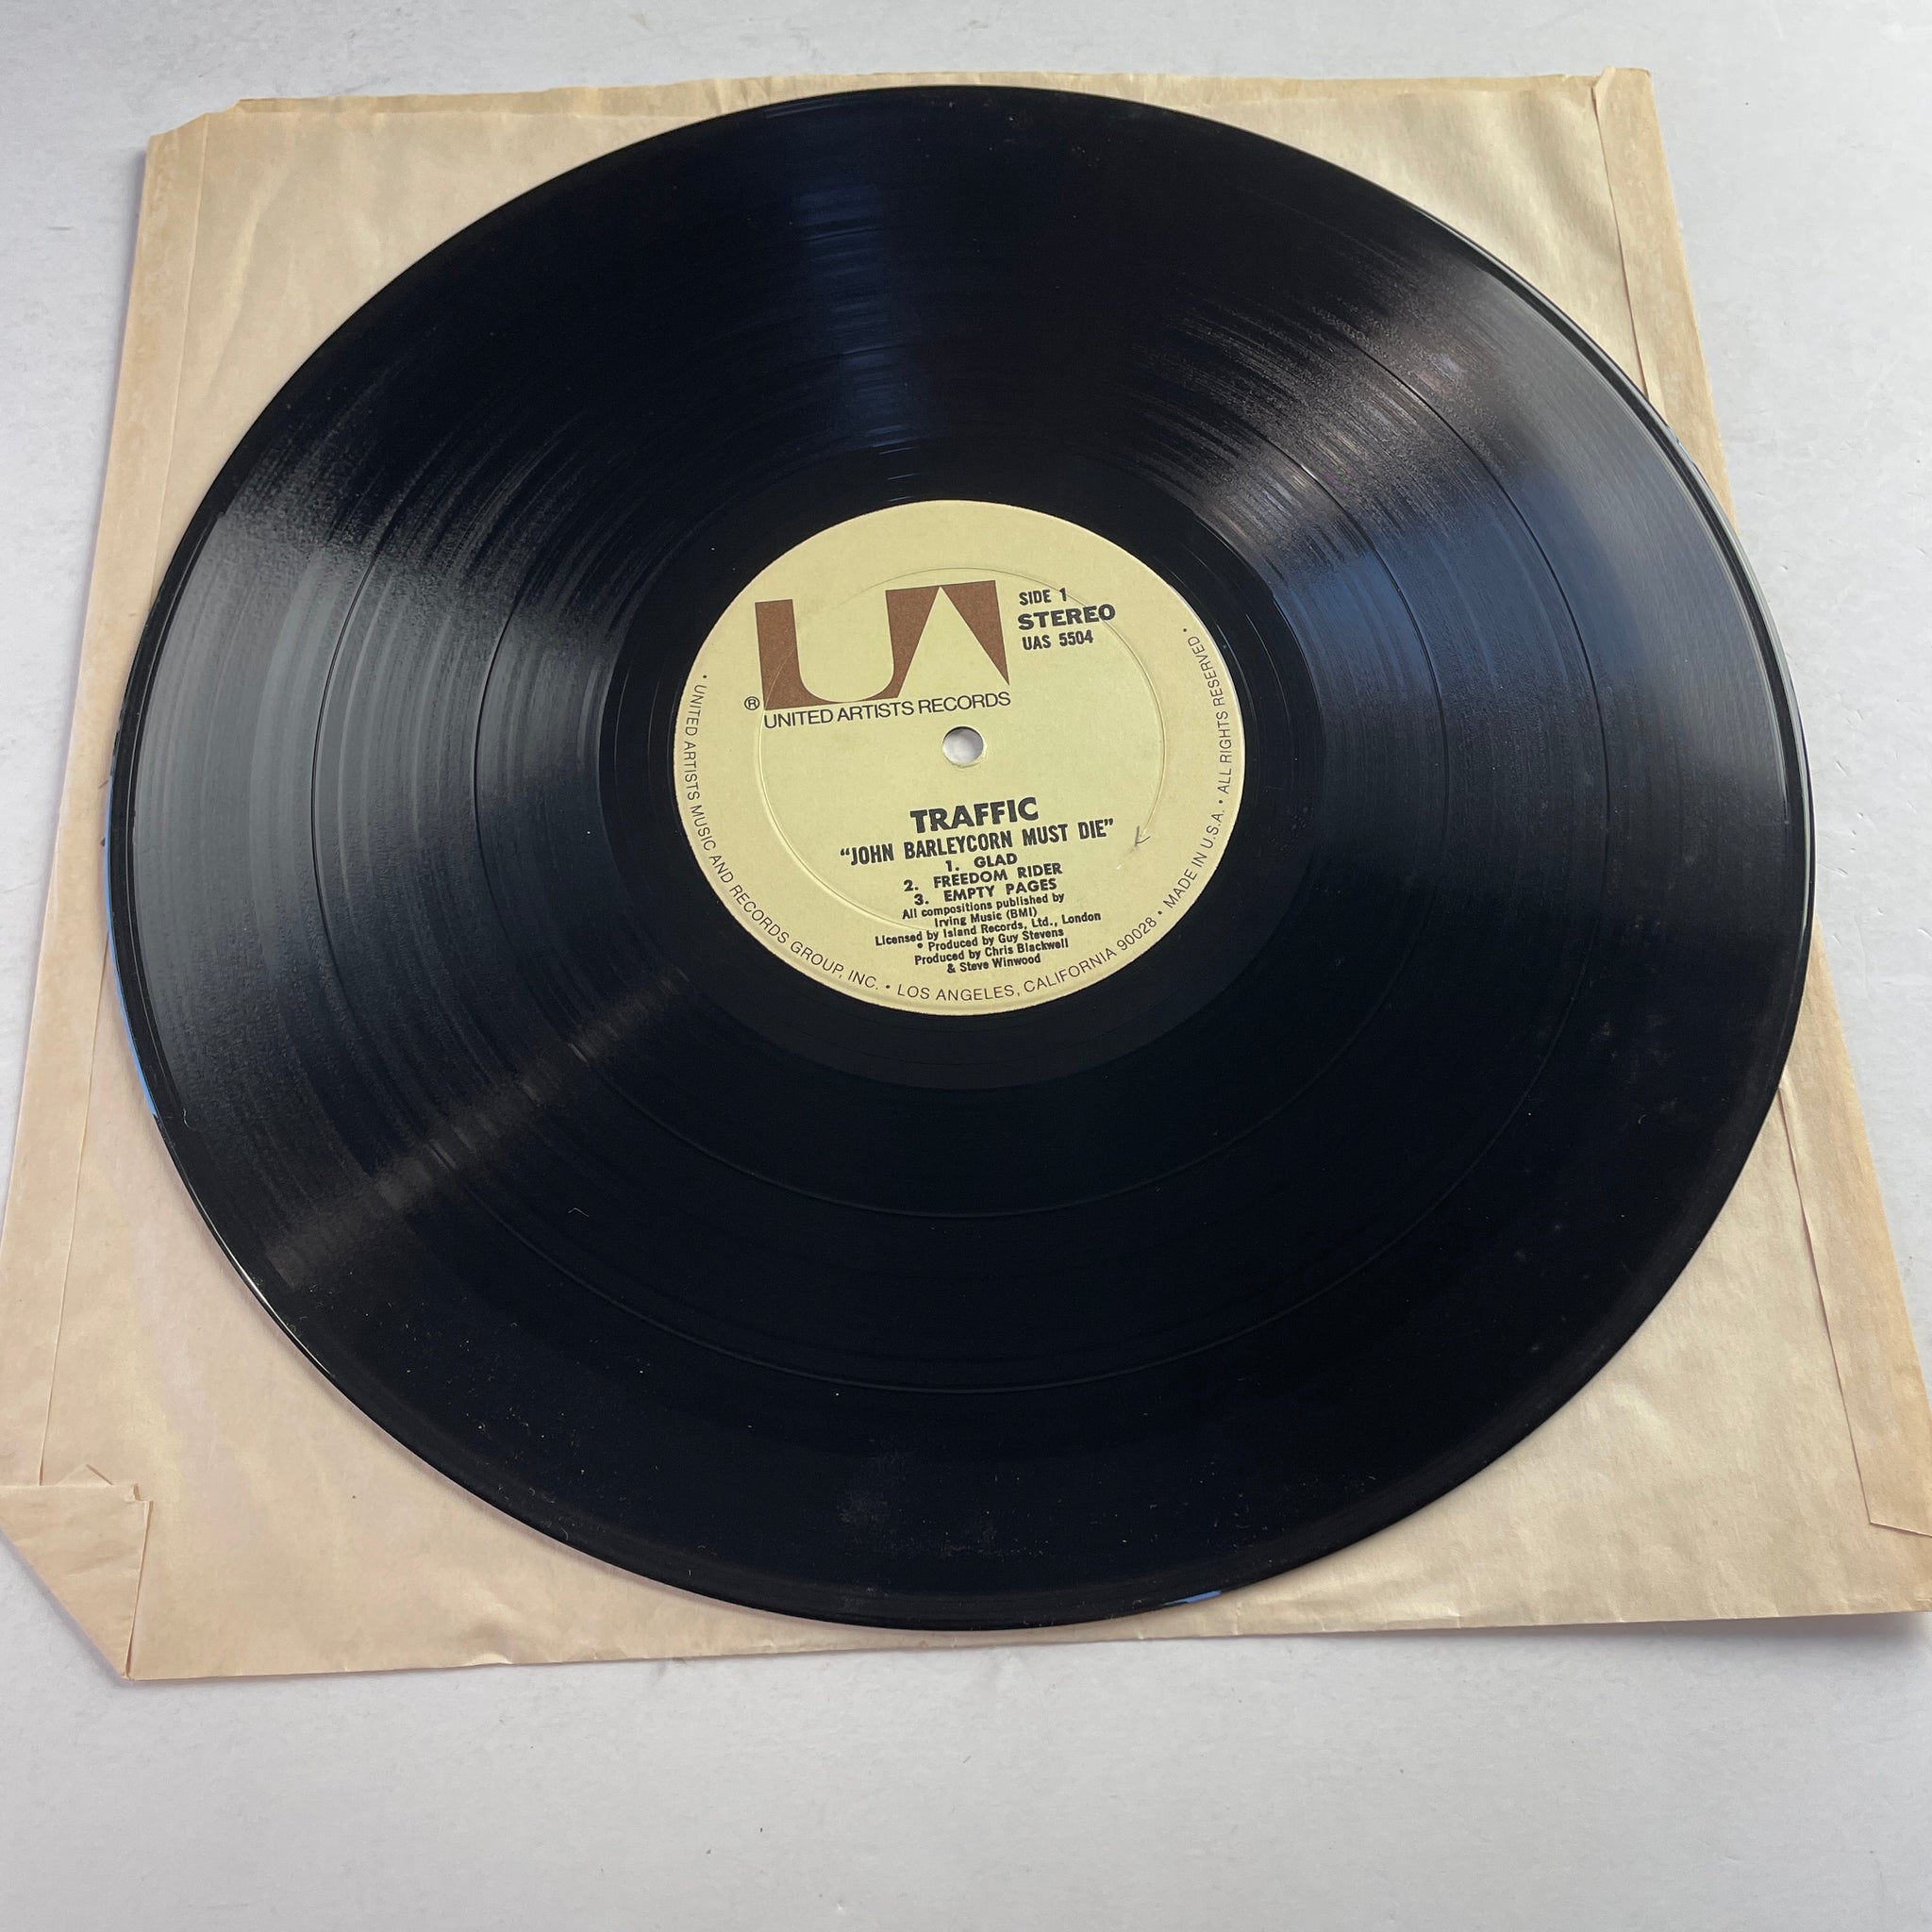 UA
® UNITED ARTISTS RECORDS
SIDE 1
STEREO
UAS 5504
TRAFFIC
“JOHN BARLEYCORN MUST DIE”
1. GLAD
2. FREEDOM RIDER
3. EMPTY PAGES
All compositions published by
Irving Music (BMI)
Licensed by Island Records, Ltd., London
• Produced by Guy Stevens
Produced by Chris Blackwell
& Steve Winwood
• UNITED ARTISTS MUSIC AND RECORDS GROUP, INC. • LOS ANGELES, CALIFORNIA 90028 • MADE IN U.S.A. • ALL RIGHTS RESERVED •